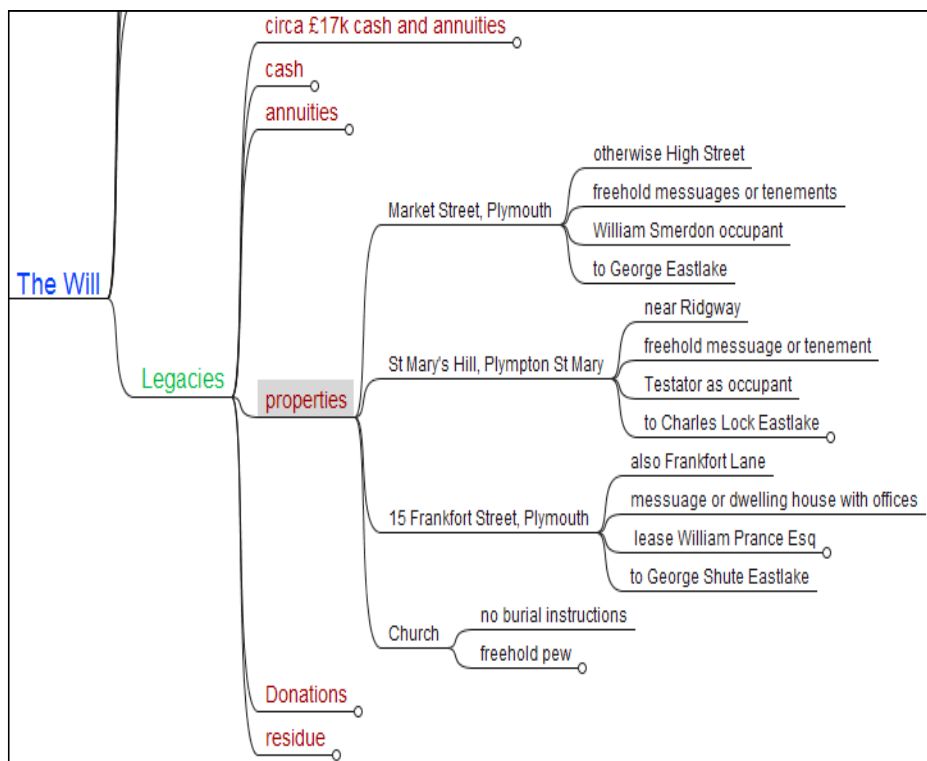 The Will
Legacies
circa £17k cash and annuities
cash
annuities
properties
Market Street, Plymouth
otherwise High Street
freehold messuages or tenements
William Smerdon occupant
to George Eastlake
St Mary's Hill, Plympton St Mary
near Ridgway
freehold messuage or tenement
Testator as occupant
to Charles Lock Eastlake
15 Frankfort Street, Plymouth
also Frankfort Lane
messuage or dwelling house with offices
lease William Prance Esq
to George Shute Eastlake
Church
no burial instructions
freehold pew
Donations
residue